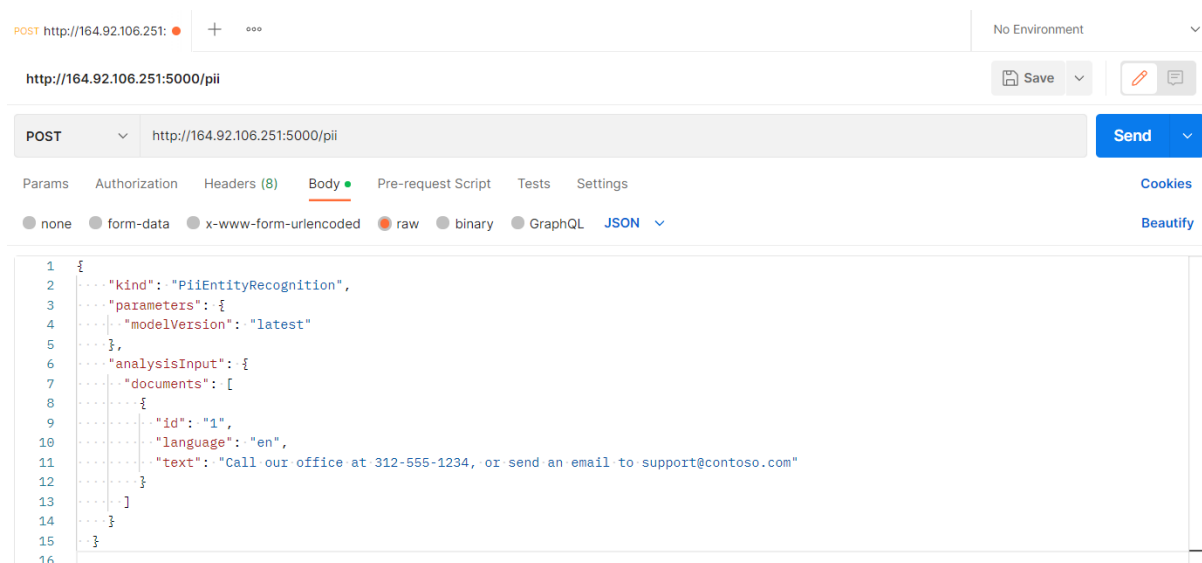 POST http://164.92.106.251: + ooo No Environment
http://164.92.106.251:5000/pii Save
POST http://164.92.106.251:5000/pii Send
Params Authorization Headers (8) Body Pre-request Script Tests Settings Cookies
none form-data x-www-form-urlencoded raw binary GraphQL JSON Beautify
1 {
2 "kind": "PiiEntityRecognition",
3 "parameters": {
4 "modelVersion": "latest"
5 },
6 "analysisInput": {
7 "documents": [
8 {
9 "id": "1",
10 "language": "en",
11 "text": "Call our office at 312-555-1234, or send an email to support@contoso.com"
12 }
13 ]
14 }
15 }
16